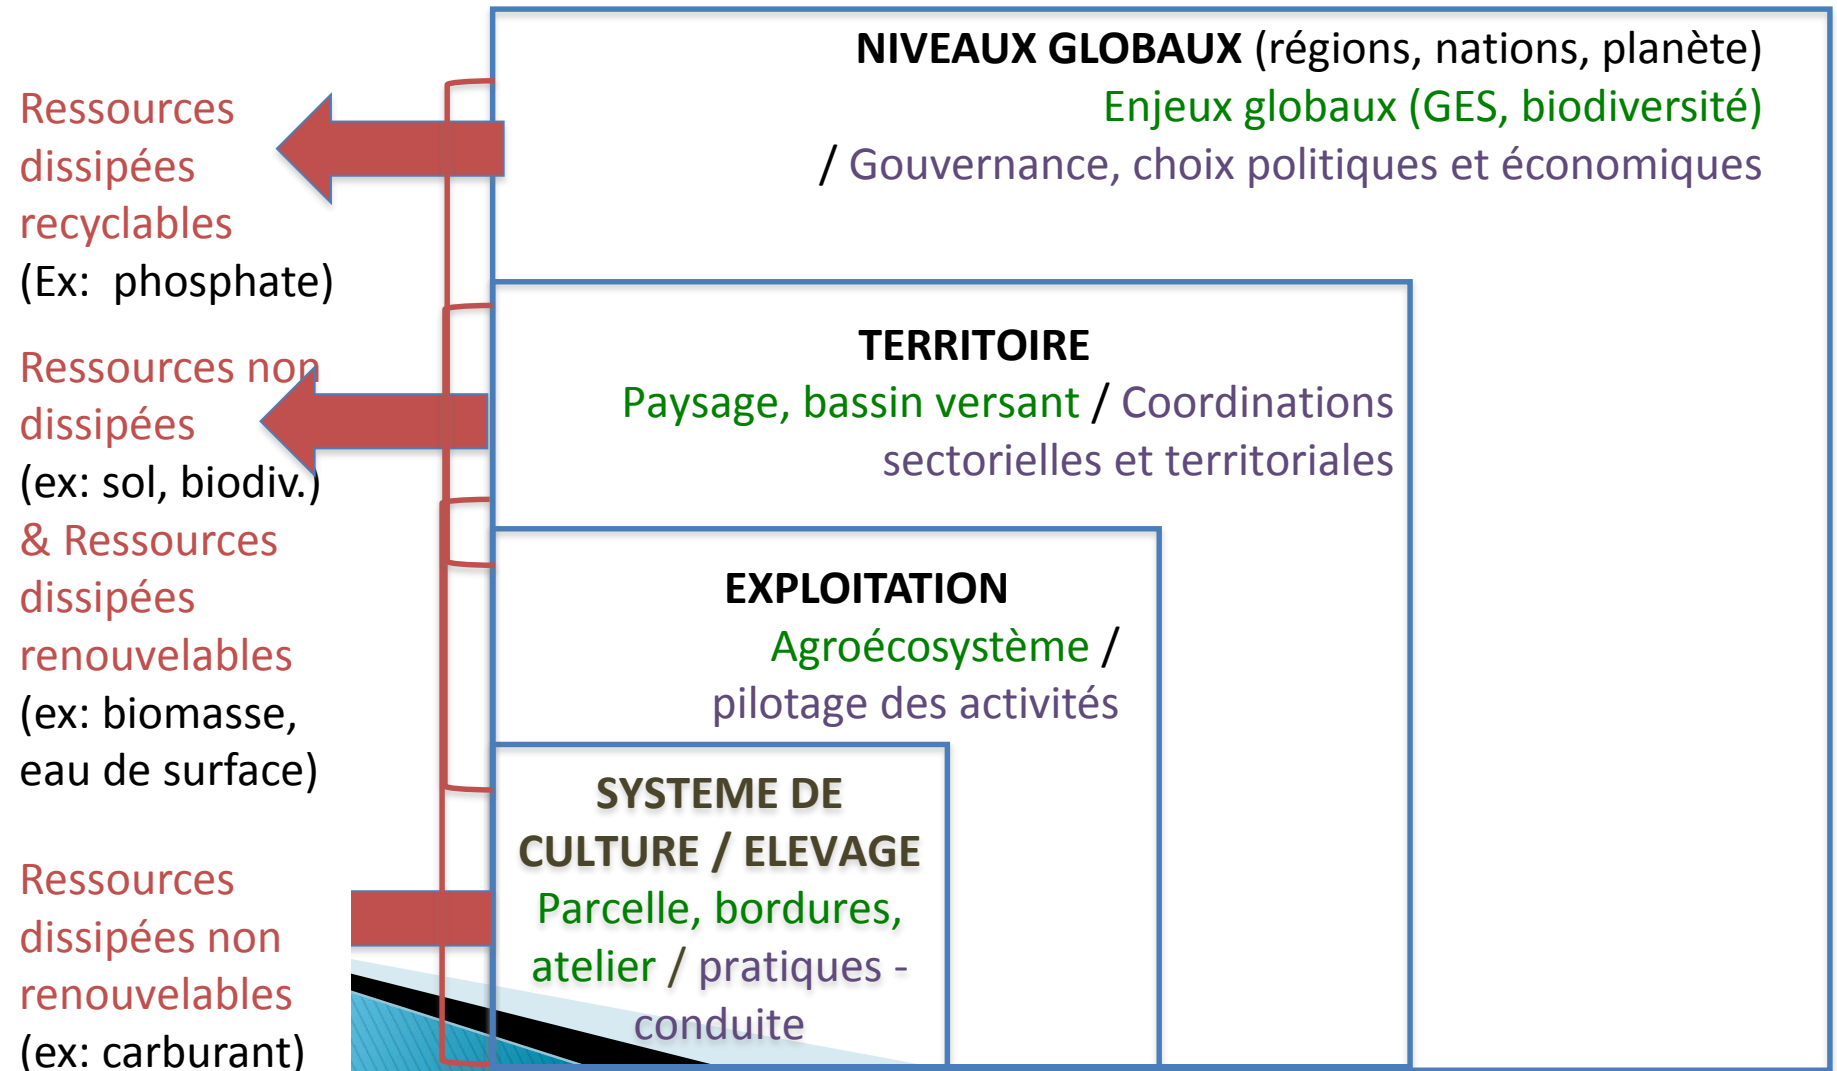 Ressources
dissipées
recyclables
(Ex: phosphate)
Ressources non
dissipées
(ex: sol, biodiv.)
& Ressources
dissipées
renouvelables
(ex: biomasse,
eau de surface)
Ressources
dissipées non
renouvelables
(ex: carburant)
NIVEAUX GLOBAUX (régions, nations, planète)
Enjeux globaux (GES, biodiversité)
/ Gouvernance, choix politiques et économiques
TERRITOIRE
Paysage, bassin versant / Coordinations
sectorielles et territoriales
EXPLOITATION
Agroécosystème /
pilotage des activités
SYSTEME DE
CULTURE / ELEVAGE
Parcelle, bordures,
atelier / pratiques -
conduite